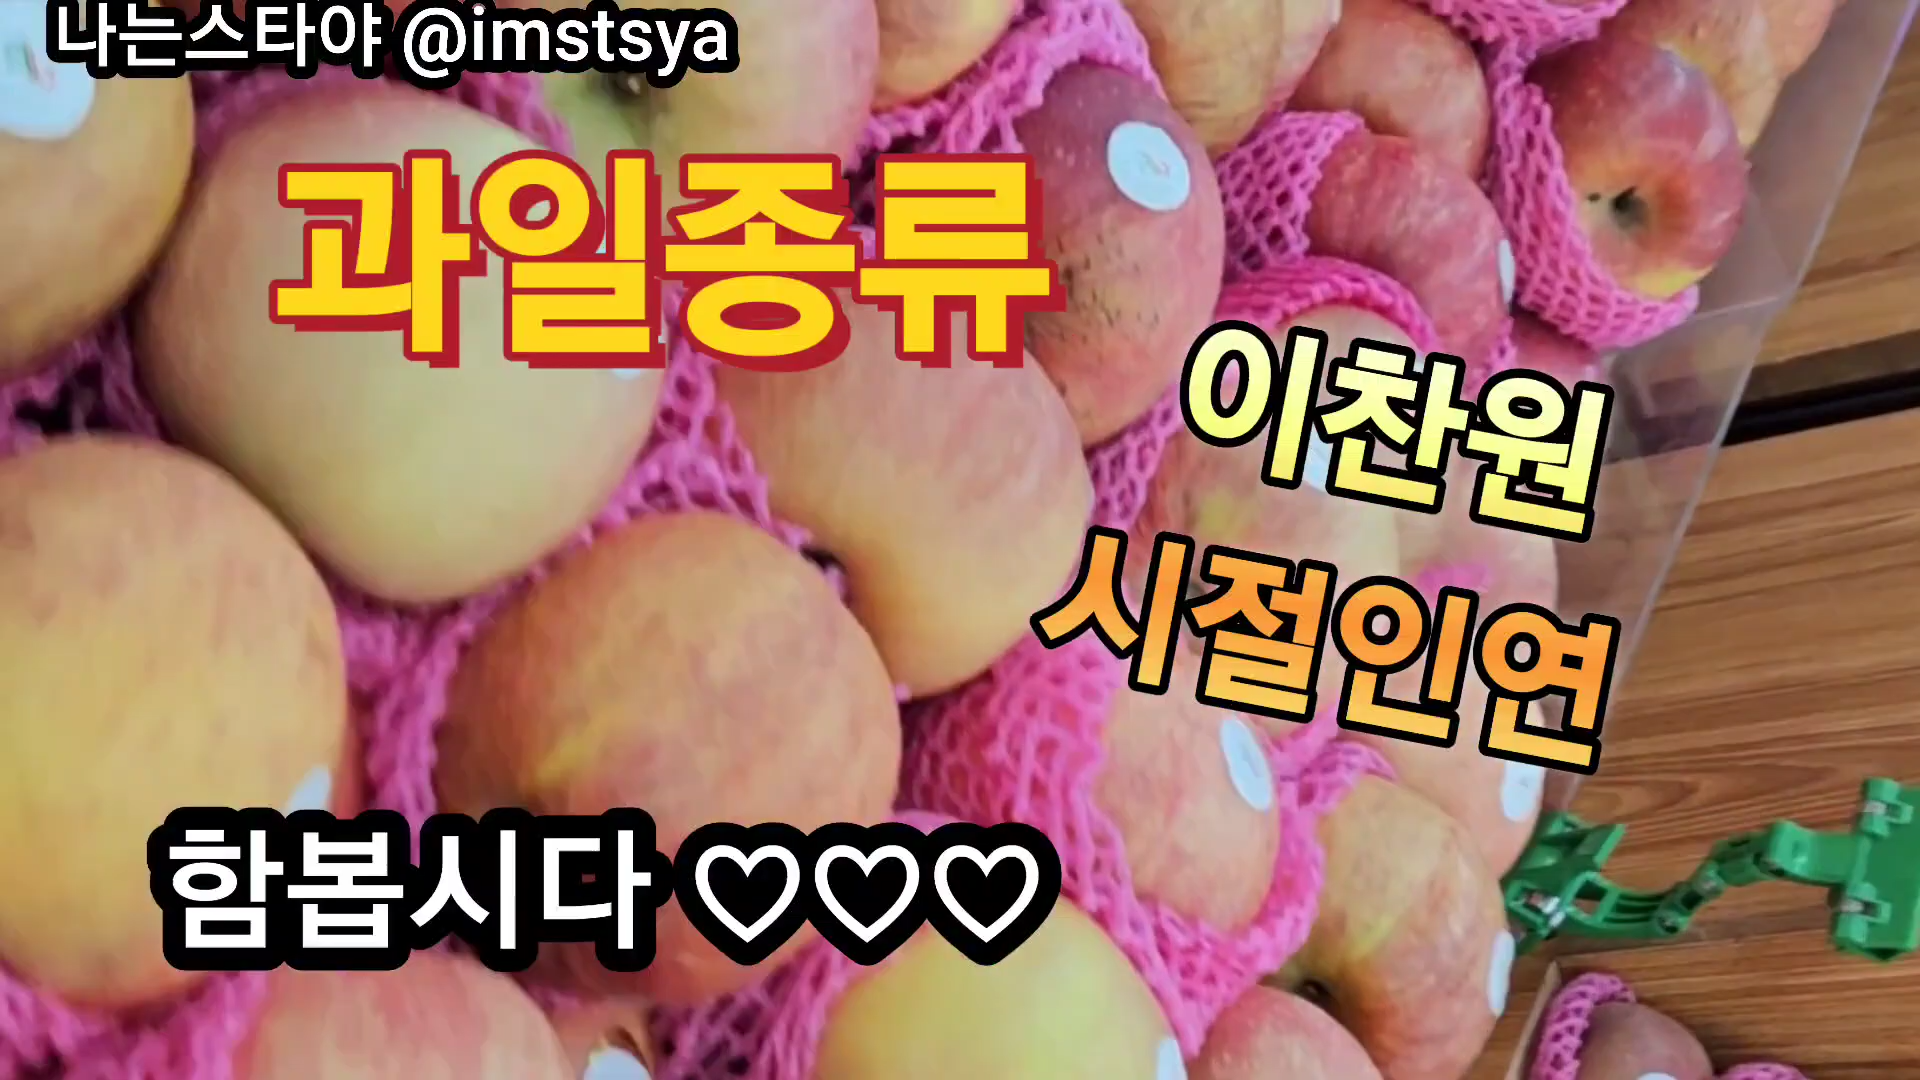 나는스타야 @imstsya
과일종류
이찬원
시절인연
함봅시다 ♡♡♡